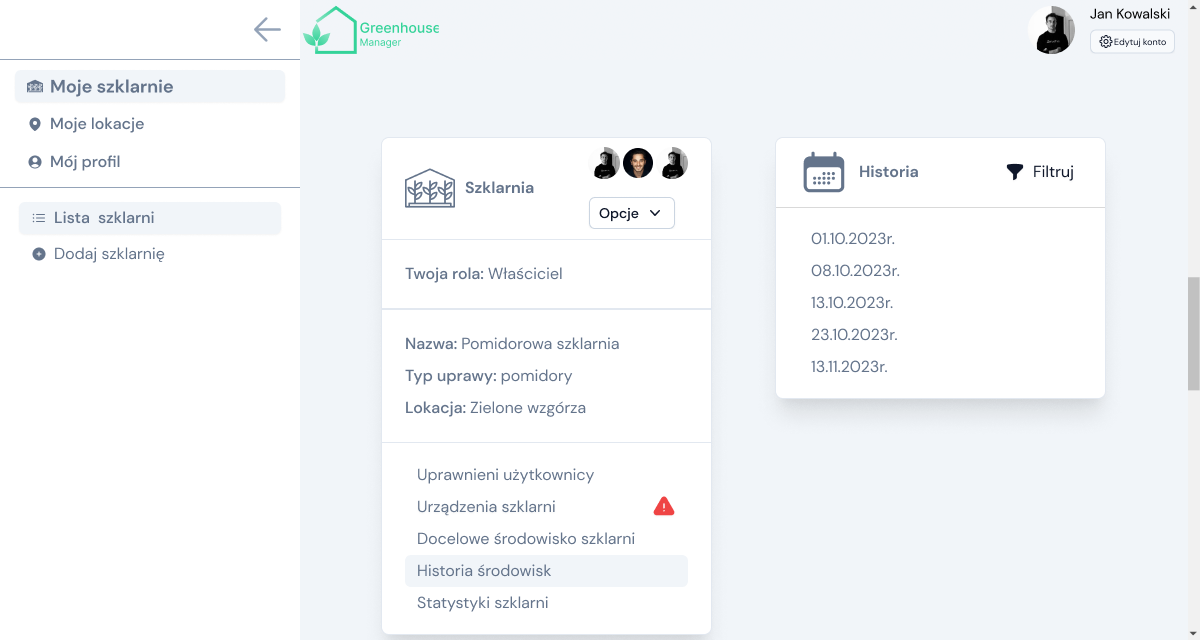 Greenhouse
Manager
Jan Kowalski
Edytuj konto
Moje szklarnie
Moje lokacje
Mój profil
Lista szklarni
Dodaj szklarnię
Szklarnia
Opcje
Twoja rola: Właściciel
Nazwa: Pomidorowa szklarnia
Typ uprawy: pomidory
Lokacja: Zielone wzgórza
Uprawnieni użytkownicy
Urządzenia szklarni
Docelowe środowisko szklarni
Historia środowisk
Statystyki szklarni
Historia
Filtruj
01.10.2023r.
08.10.2023r.
13.10.2023r.
23.10.2023r.
13.11.2023r.